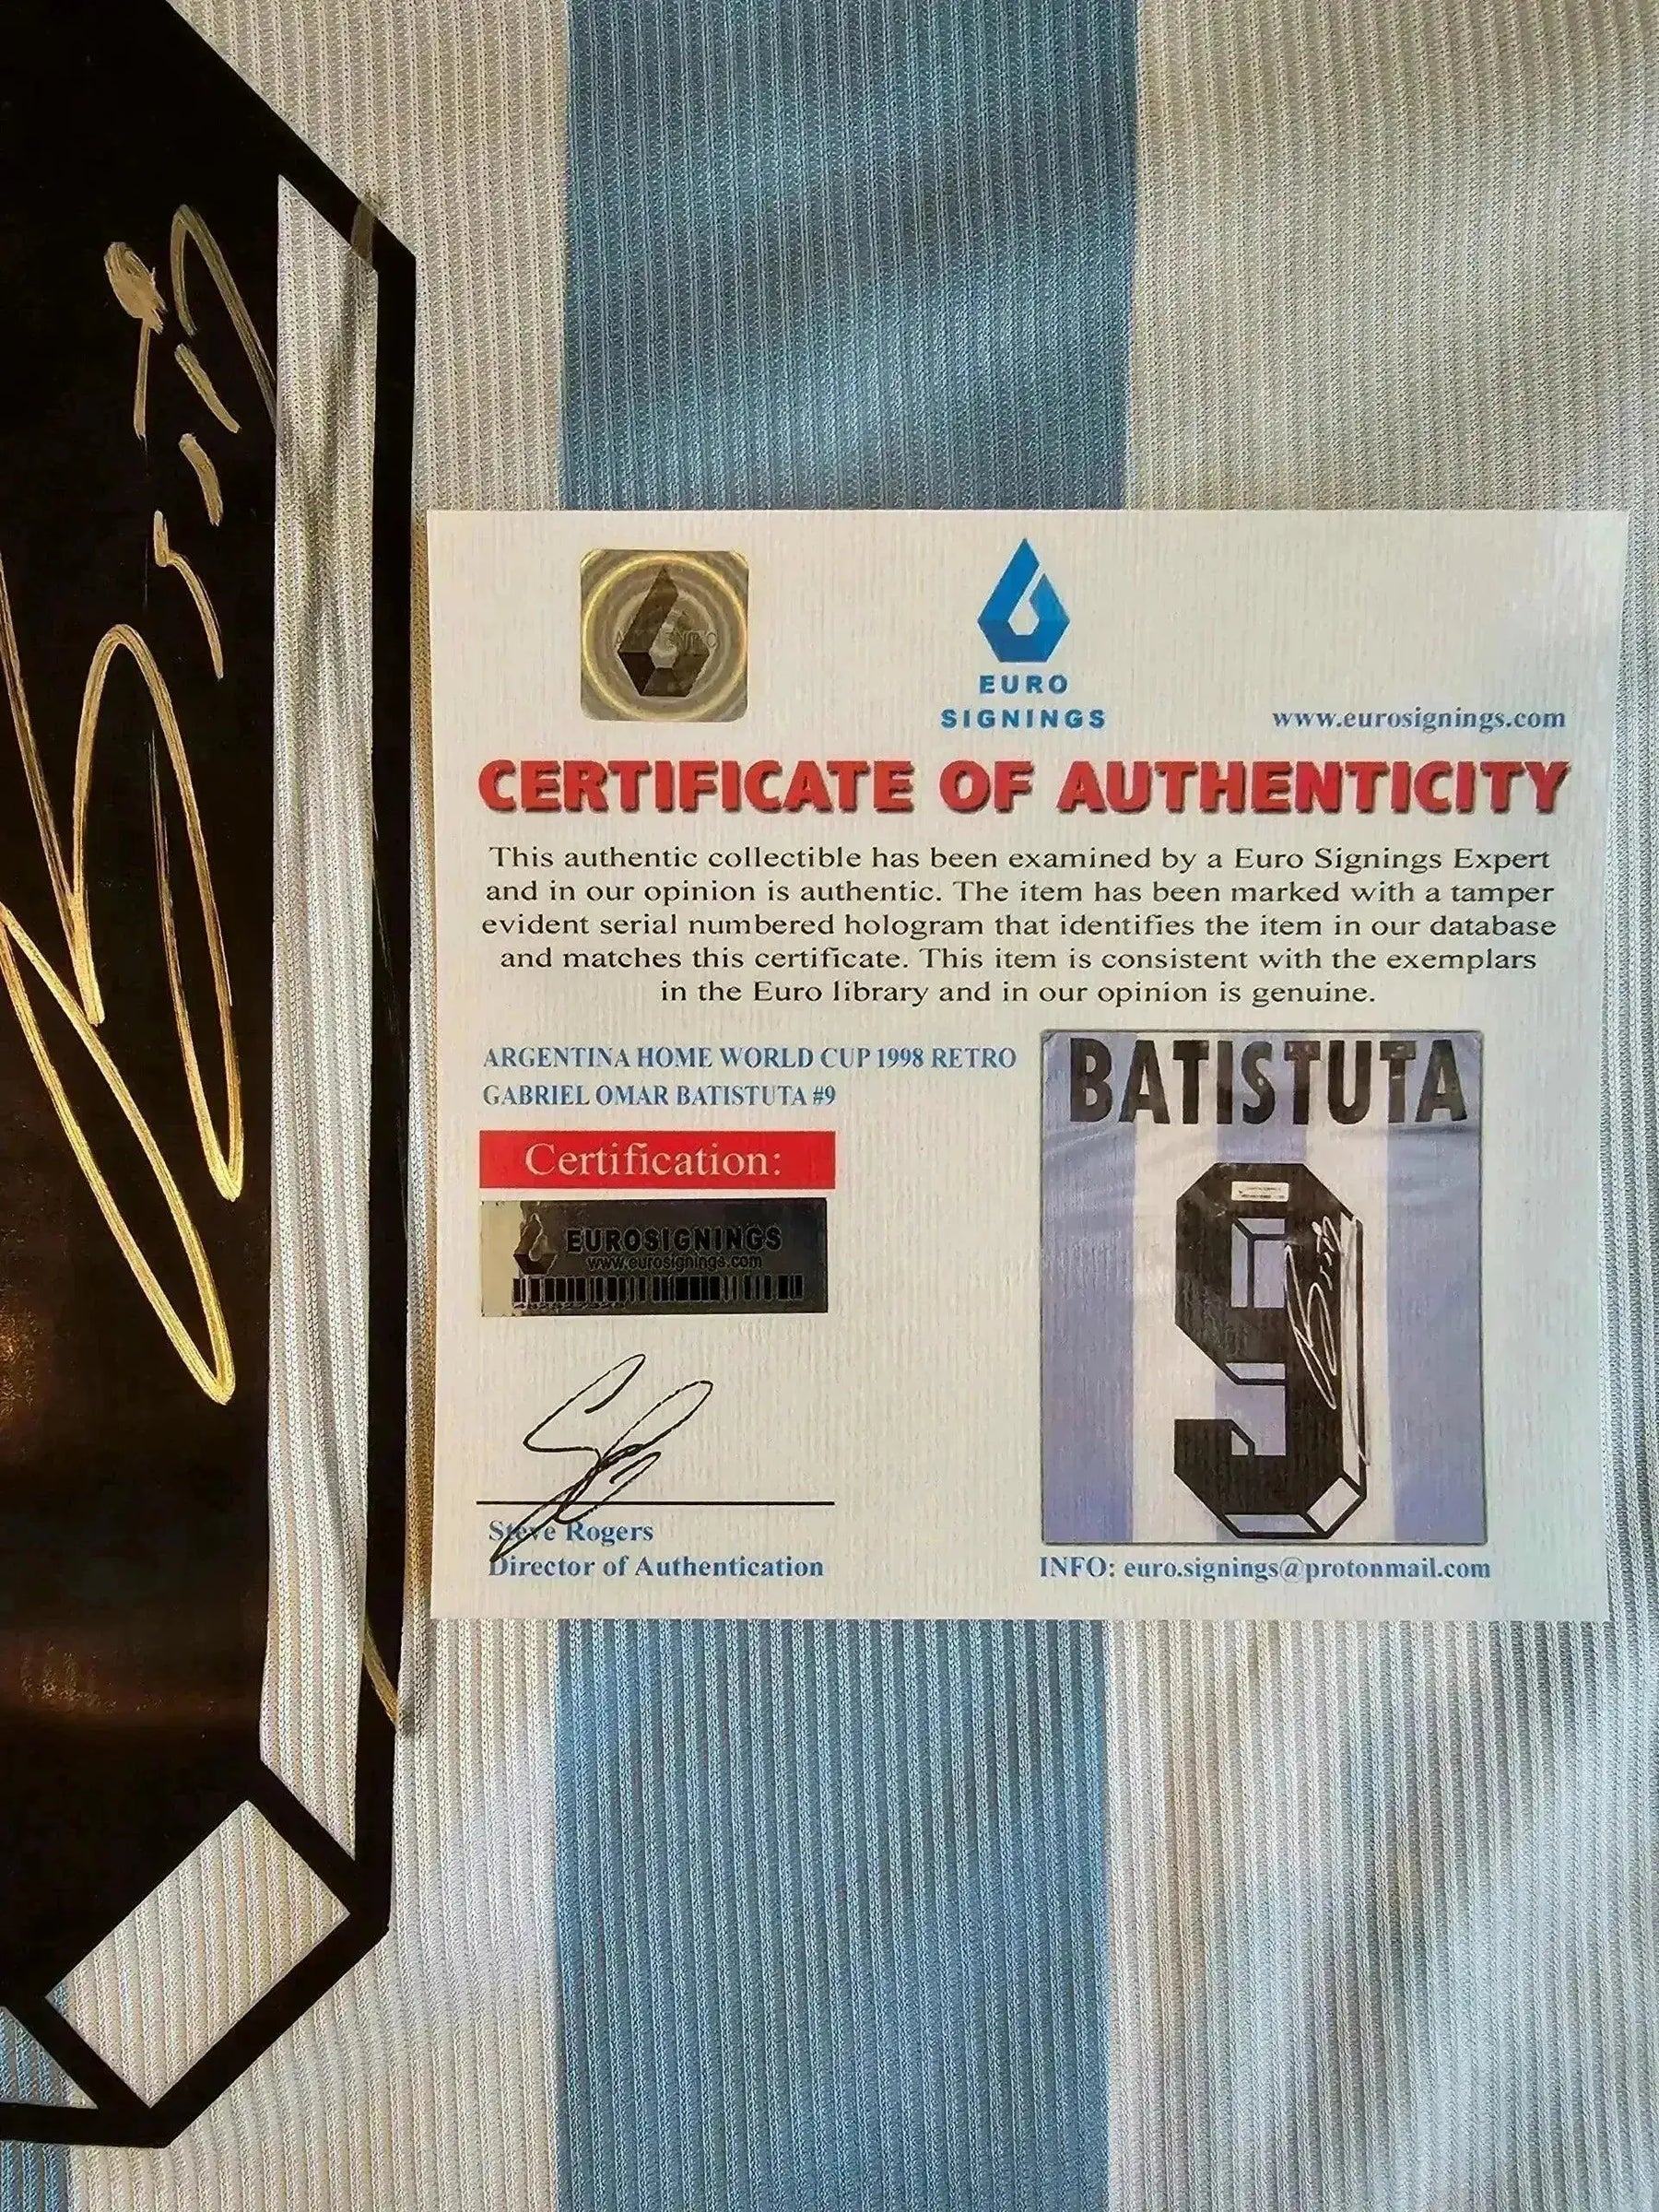 EURO
SIGNINGS
www.eurosignings.com
CERTIFICATE OF AUTHENTICITY
This authentic collectible has been examined by a Euro Signings Expert
and in our opinion is authentic. The item has been marked with a tamper
evident serial numbered hologram that identifies the item in our database
and matches this certificate. This item is consistent with the exemplars
in the Euro library and in our opinion is genuine.
ARGENTINA HOME WORLD CUP 1998 RETRO
GABRIEL OMAR BATISTUTA #9
Certification:
EUROSIGNINGS
www.eurosignings.com
BATISTUTA
9
Steve Rogers
Director of Authentication
INFO: euro.signings@protonmail.com